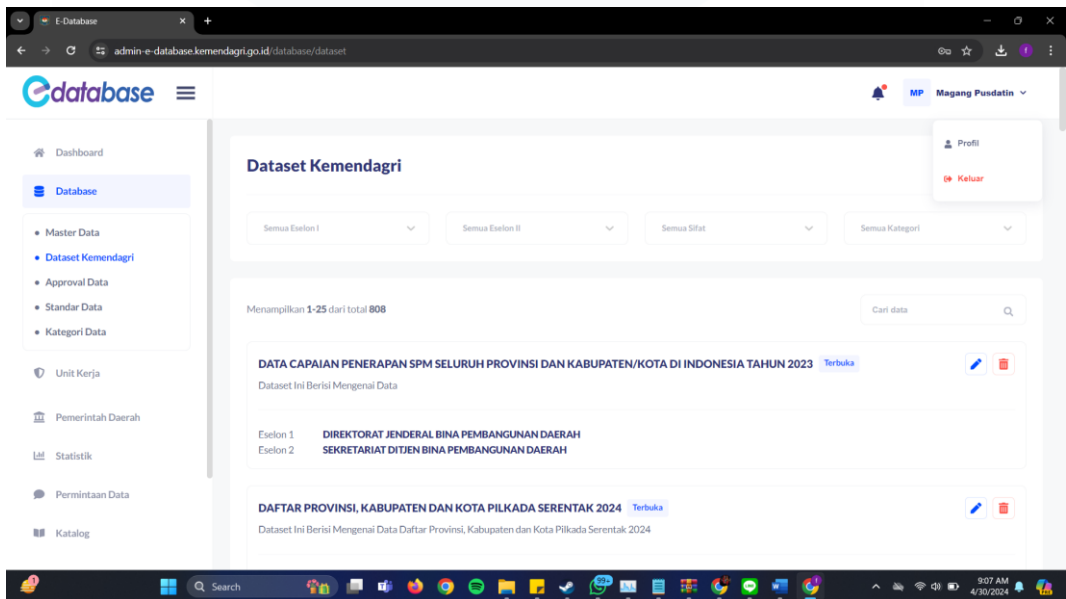 E-Database
admin-e-database.kemendagri.go.id/database/dataset
edatabase
MP Magang Pusdatin
Profil
Keluar
Dashboard
Database
Master Data
Dataset Kemendagri
Approval Data
Standar Data
Kategori Data
Unit Kerja
Pemerintah Daerah
Statistik
Permintaan Data
Katalog
Dataset Kemendagri
Semua Eselon I Semua Eselon II Semua Sifat Semua Kategori
Menampilkan 1-25 dari total 808
Cari data
DATA CAPAIAN PENERAPAN SPM SELURUH PROVINSI DAN KABUPATEN/KOTA DI INDONESIA TAHUN 2023 Terbuka
Dataset Ini Berisi Mengenai Data
Eselon 1 DIREKTORAT JENDERAL BINA PEMBANGUNAN DAERAH
Eselon 2 SEKRETARIAT DITJEN BINA PEMBANGUNAN DAERAH
DAFTAR PROVINSI, KABUPATEN DAN KOTA PILKADA SERENTAK 2024 Terbuka
Dataset Ini Berisi Mengenai Data Daftar Provinsi, Kabupaten dan Kota Pilkada Serentak 2024
Search
99+
9:07 AM
4/30/2024